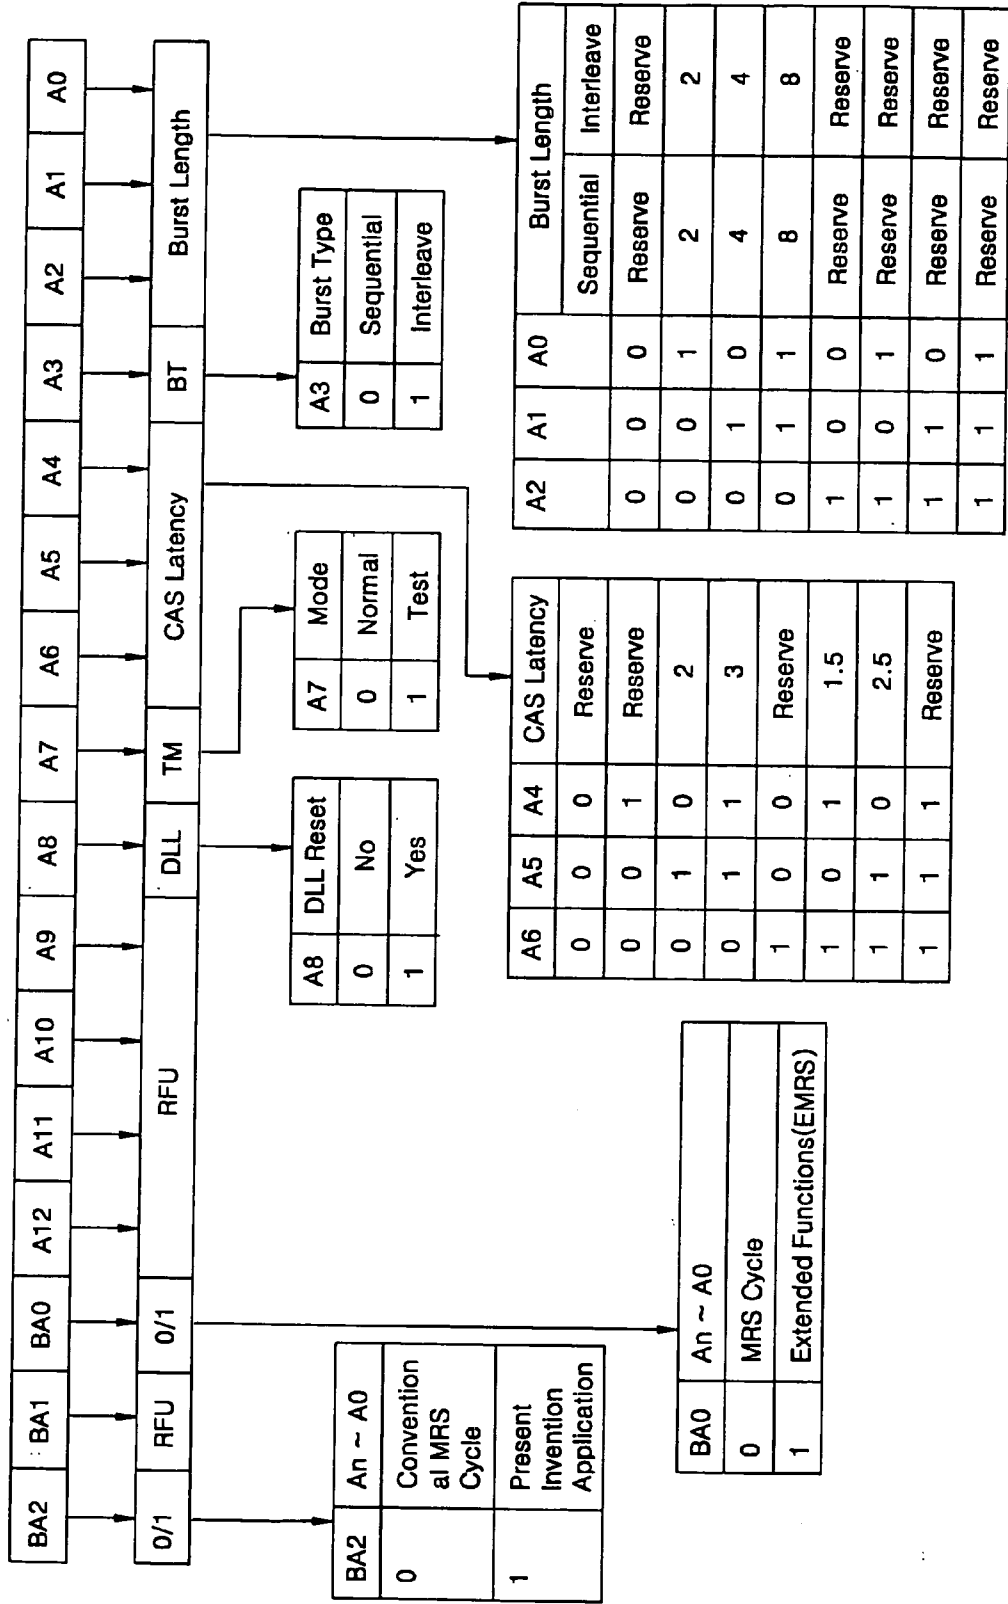 BA2 BA1 BA0 A12 A11 A10 A9 A8 A7 A6 A5 A4 A3 A2 A1 A0
0/1 RFU 0/1 RFU DLL TM CAS Latency BT Burst Length
BA2 An ~ A0
0 Convention
al MRS
Cycle
1 Present
Invention
Application
A8 DLL Reset
0 No
1 Yes
A7 Mode
0 Normal
1 Test
A3 Burst Type
0 Sequential
1 Interleave
BA0 An ~ A0
0 MRS Cycle
1 Extended Functions(EMRS)
A6 A5 A4 CAS Latency
0 0 0 Reserve
0 0 1 Reserve
0 1 0 2
0 1 1 3
1 0 0 Reserve
1 0 1 1.5
1 1 0 2.5
1 1 1 Reserve
A2 A1 A0 Burst Length
Sequential Interleave
0 0 0 Reserve Reserve
0 0 1 2 2
0 1 0 4 4
0 1 1 8 8
1 0 0 Reserve Reserve
1 0 1 Reserve Reserve
1 1 0 Reserve Reserve
1 1 1 Reserve Reserve